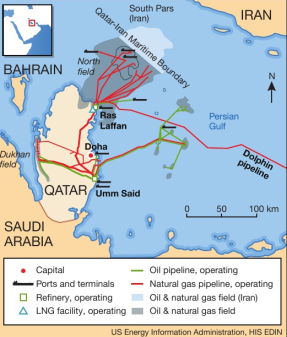 South Pars
(Iran)
IRAN
Qatar-Iran Maritime Boundary
BAHRAIN
North
field
N
Ras
Laffan
Persian
Gulf
Dukhan
field
Doha
Dolphin
pipeline
QATAR
Umm Said
SAUDI
ARABIA
0 50 100 km
Capital
Ports and terminals
Refinery, operating
LNG facility, operating
Oil pipeline, operating
Natural gas pipeline, operating
Oil & natural gas field (Iran)
Oil & natural gas field
US Energy Information Administration, HIS EDIN